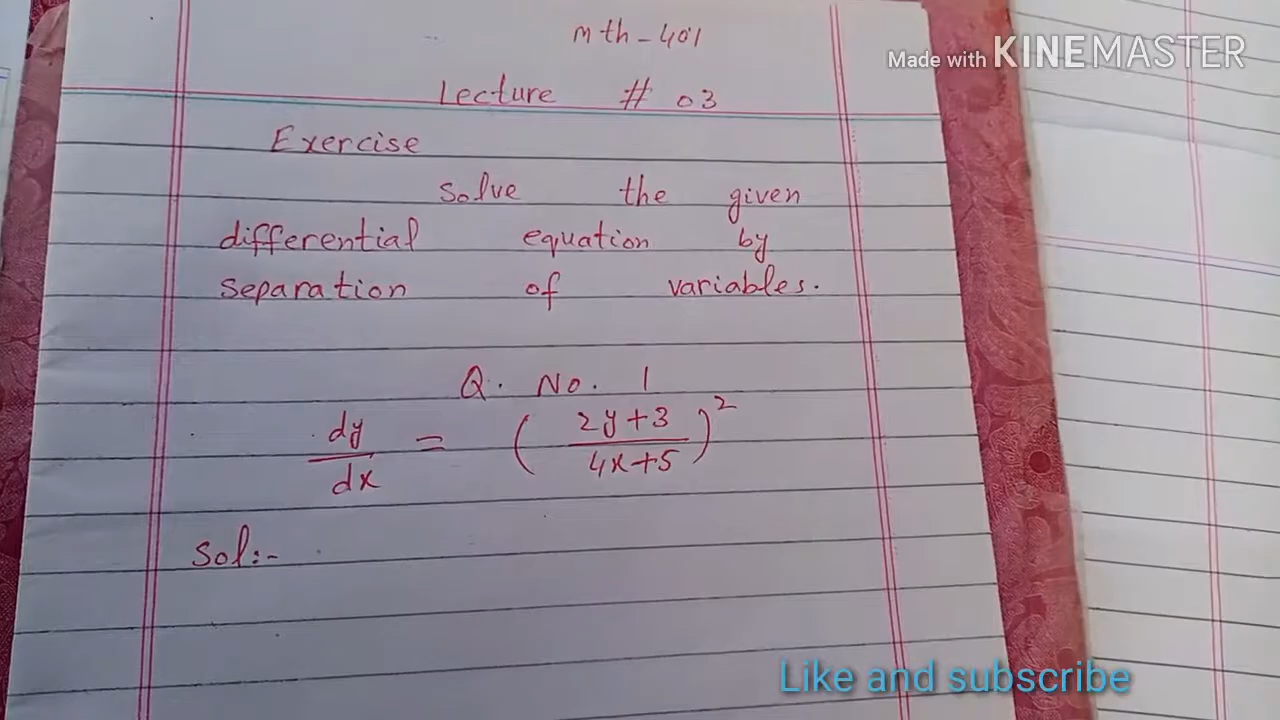 mth-401
Made with KINEMASTER
Lecture # 03
Exercise
solve the given
differential equation by
separation of variables.
Q. No. 1
dy/dx = (2y+3/4x+5)²
Sol:-
Like and subscribe